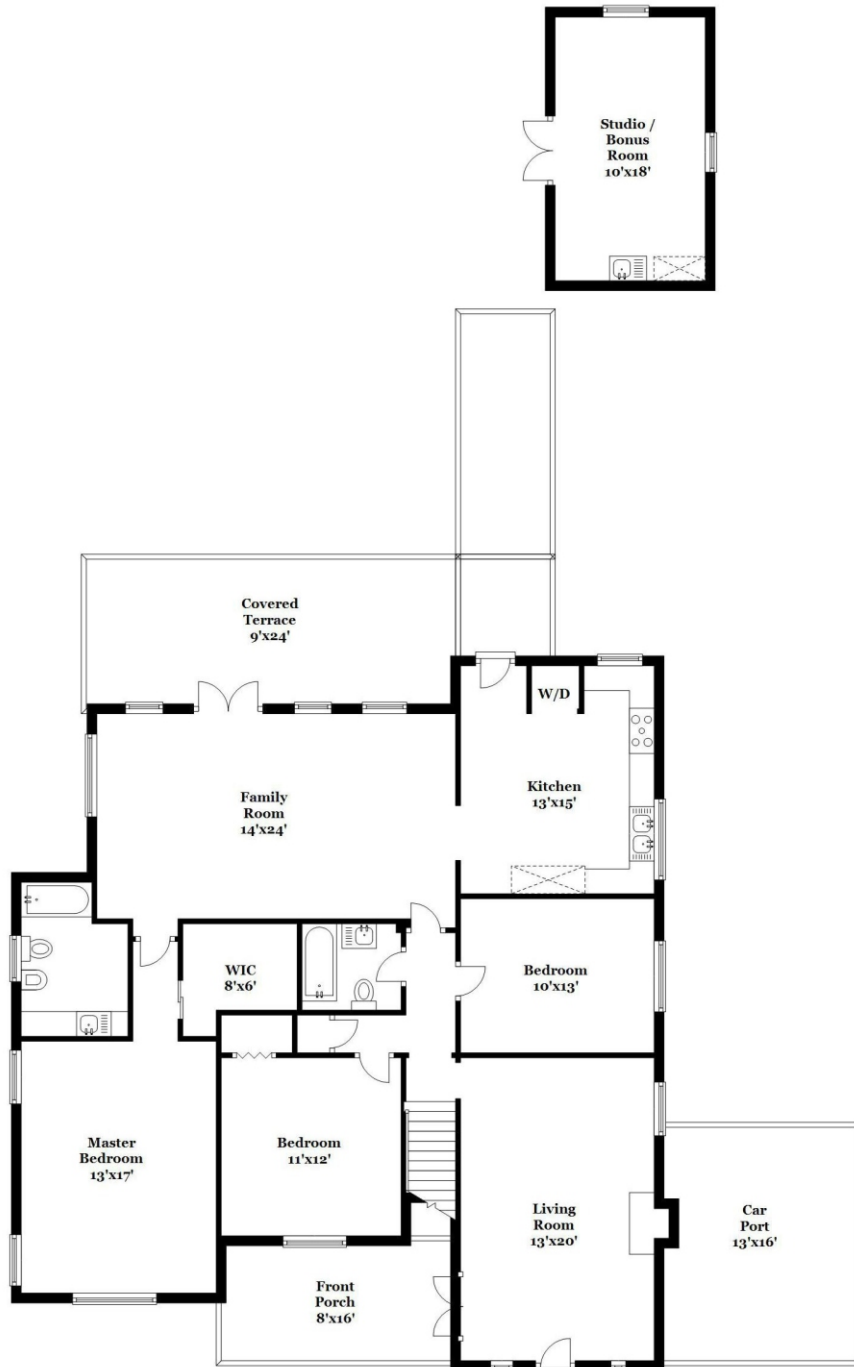 Studio /
Bonus
Room
10'x18'
Covered
Terrace
9'x24'
W/D
Kitchen
13'x15'
Family
Room
14'x24'
WIC
8'x6'
Bedroom
10'x13'
Master
Bedroom
13'x17'
Bedroom
11'x12'
Living
Room
13'x20'
Car
Port
13'x16'
Front
Porch
8'x16'